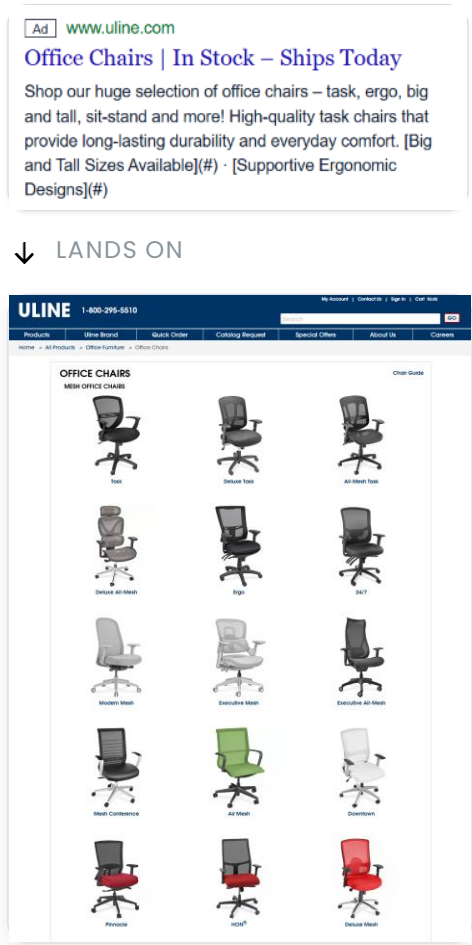 Ad www.uline.com
Office Chairs | In Stock – Ships Today
Shop our huge selection of office chairs – task, ergo, big
and tall, sit-stand and more! High-quality task chairs that
provide long-lasting durability and everyday comfort. [Big
and Tall Sizes Available](#) · [Supportive Ergonomic
Designs](#)
↓ LANDS ON
My Account | Contact Us | Sign In | Cart
ULINE 1-800-295-5510
Search GO
Products Uline Brand Quick Order Catalog Request Special Offers About Us Careers
Home > All Products > Office Furniture > Office Chairs
OFFICE CHAIRS Chair Guide
MESH OFFICE CHAIRS
Task Deluxe Task All-Mesh Task
Deluxe All-Mesh Ergo 24/7
Modern Mesh Executive Mesh Executive All-Mesh
Mesh Conference Air Mesh Downtown
Pinnacle HON® Deluxe Mesh